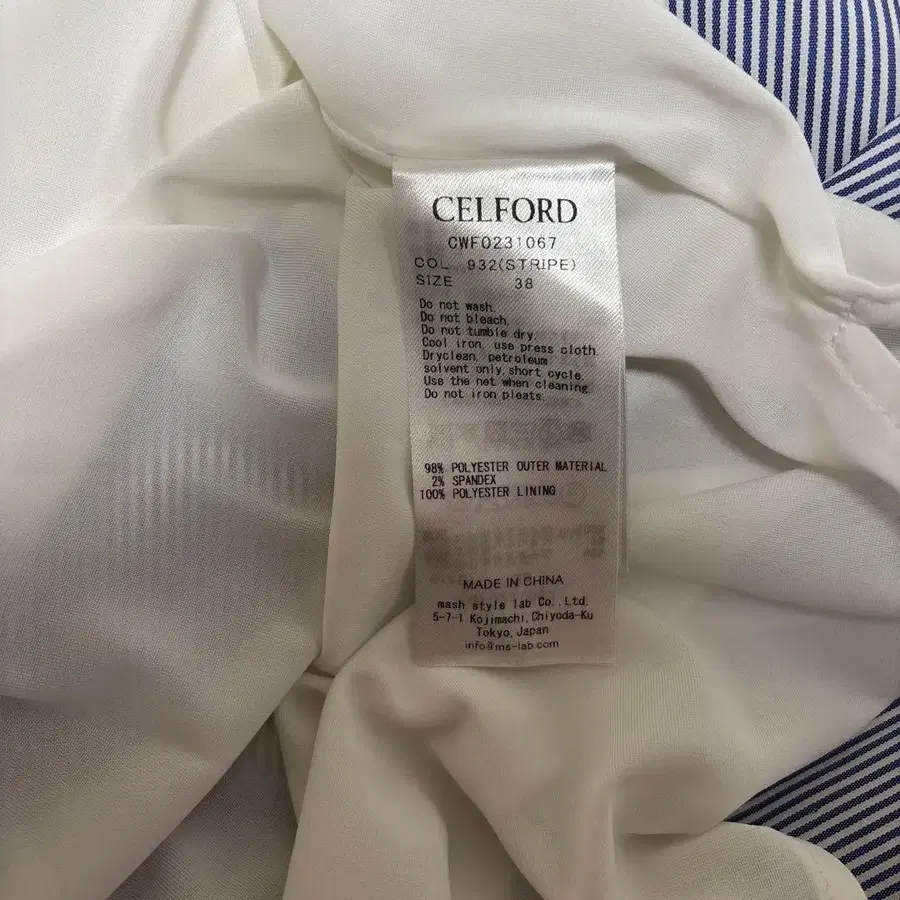 CELFORD
CWFO231067
COL 932(STRIPE)
SIZE 38
Do not wash.
Do not bleach.
Do not tumble dry.
Cool iron, use press cloth.
Dryclean, petroleum
solvent only, short cycle.
Use the net when cleaning.
Do not iron pleats.
98% POLYESTER OUTER MATERIAL
2% SPANDEX
100% POLYESTER LINING
MADE IN CHINA
mash style lab Co., Ltd.
5-7-1 Kojimachi, Chiyoda-Ku
Tokyo, Japan
info@ms-lab.com